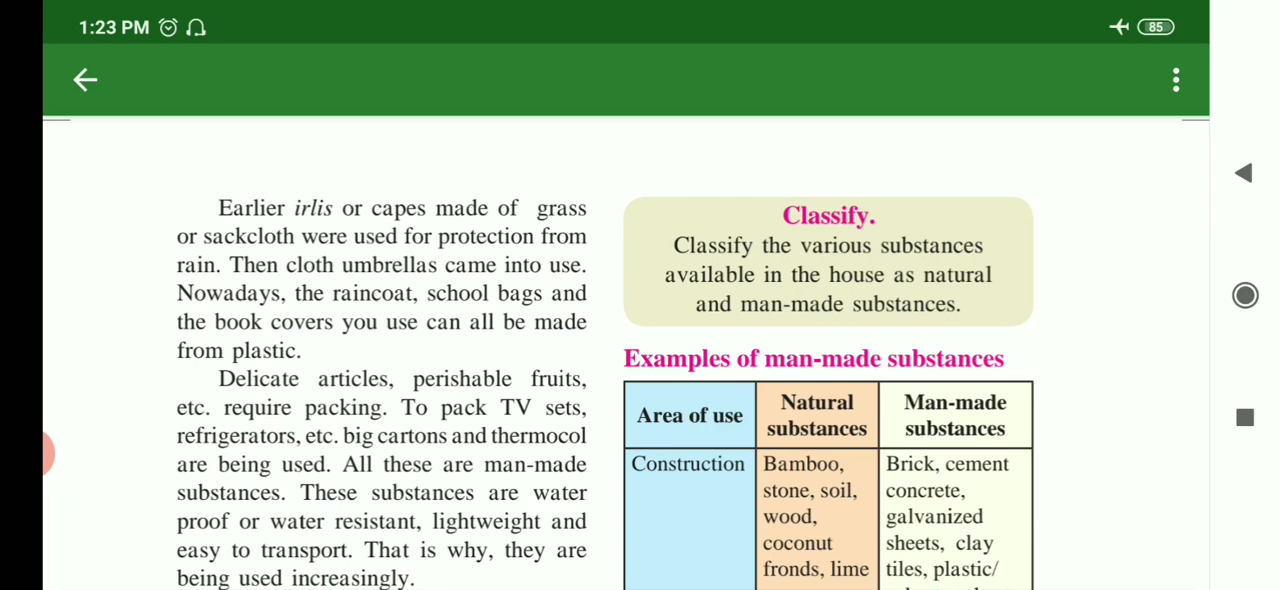 1:23 PM
85
Earlier irlis or capes made of grass
or sackcloth were used for protection from
rain. Then cloth umbrellas came into use.
Nowadays, the raincoat, school bags and
the book covers you use can all be made
from plastic.
Delicate articles, perishable fruits,
etc. require packing. To pack TV sets,
refrigerators, etc. big cartons and thermocol
are being used. All these are man-made
substances. These substances are water
proof or water resistant, lightweight and
easy to transport. That is why, they are
being used increasingly.
Classify.
Classify the various substances
available in the house as natural
and man-made substances.
Examples of man-made substances
Area of use
Natural
substances
Man-made
substances
Construction
Bamboo,
stone, soil,
wood,
coconut
fronds, lime
Brick, cement
concrete,
galvanized
sheets, clay
tiles, plastic/